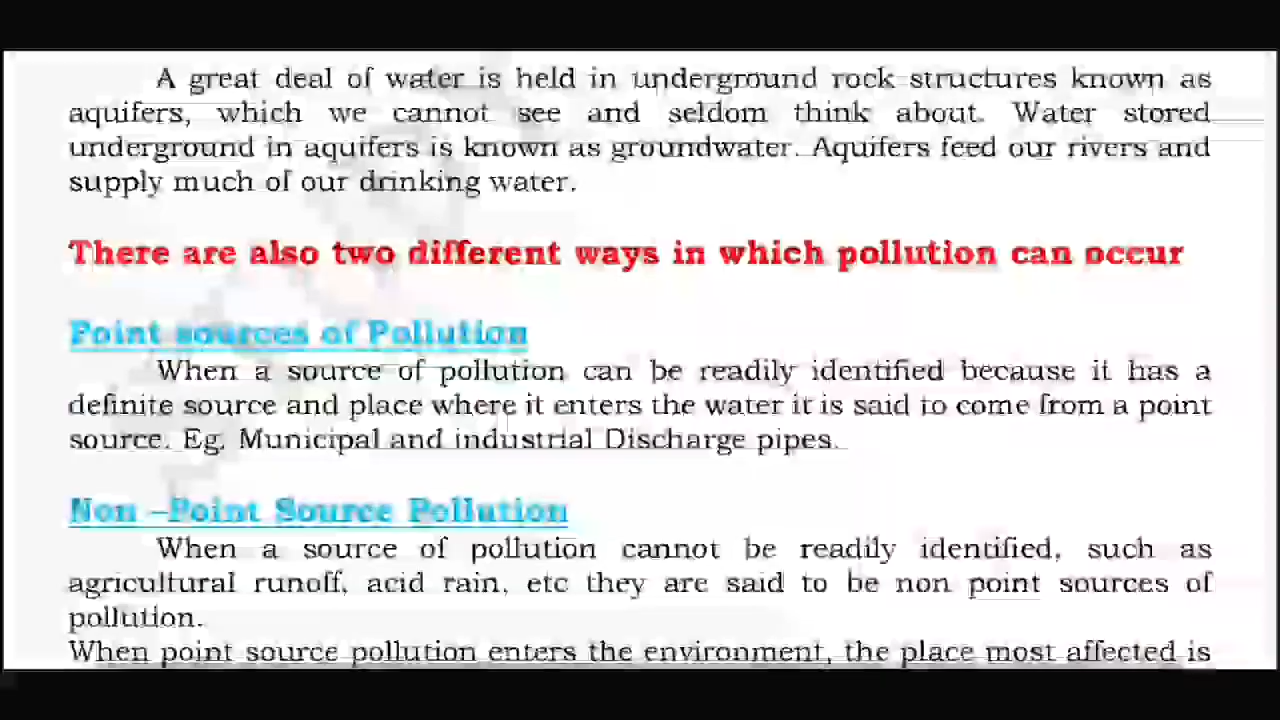 A great deal of water is held in underground rock structures known as
aquifers, which we cannot see and seldom think about. Water stored
underground in aquifers is known as groundwater. Aquifers feed our rivers and
supply much of our drinking water.
There are also two different ways in which pollution can occur
Point sources of Pollution
When a source of pollution can be readily identified because it has a
definite source and place where it enters the water it is said to come from a point
source. Eg. Municipal and industrial Discharge pipes.
Non –Point Source Pollution
When a source of pollution cannot be readily identified, such as
agricultural runoff, acid rain, etc they are said to be non point sources of
pollution.
When point source pollution enters the environment, the place most affected is